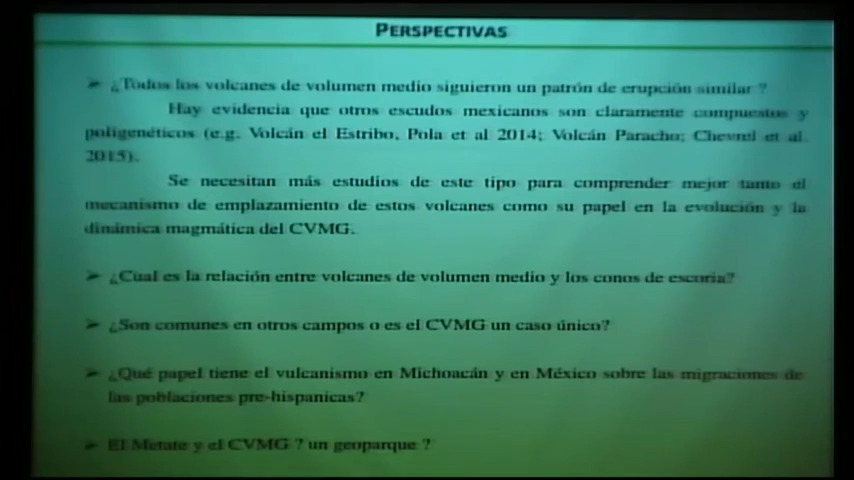 PERSPECTIVAS
➢ ¿Todos los volcanes de volumen medio siguieron un patrón de erupción similar ?
Hay evidencia que otros escudos mexicanos son claramente compuestos y
poligenéticos (e.g. Volcán el Estribo, Pola et al 2014; Volcán Paracho; Chevrel et al.
2015).
Se necesitan más estudios de este tipo para comprender mejor tanto el
mecanismo de emplazamiento de estos volcanes como su papel en la evolución y la
dinámica magmática del CVMG.
➢ ¿Cual es la relación entre volcanes de volumen medio y los conos de escoria?
➢ ¿Son comunes en otros campos o es el CVMG un caso único?
➢ ¿Qué papel tiene el vulcanismo en Michoacán y en México sobre las migraciones de
las poblaciones pre-hispanicas?
➢ El Metate y el CVMG ? un geoparque ?